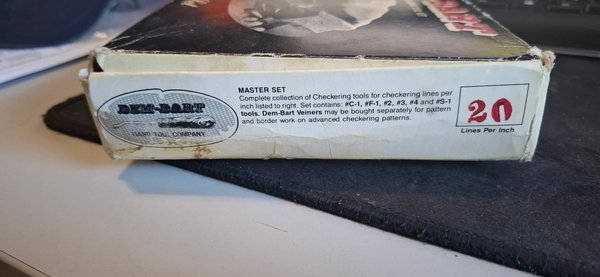 DEM-BART
HAND TOOL COMPANY
MASTER SET
Complete collection of Checkering tools for checkering lines per
inch listed to right. Set contains: #C-1, #F-1, #2, #3, #4 and #S-1
tools. Dem-Bart Veiners may be bought separately for pattern
and border work on advanced checkering patterns.
20
Lines Per Inch